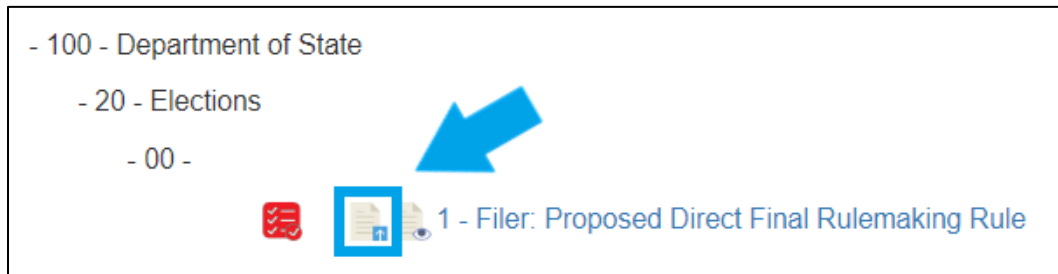 - 100 - Department of State
- 20 - Elections
- 00 -
1 - Filer: Proposed Direct Final Rulemaking Rule